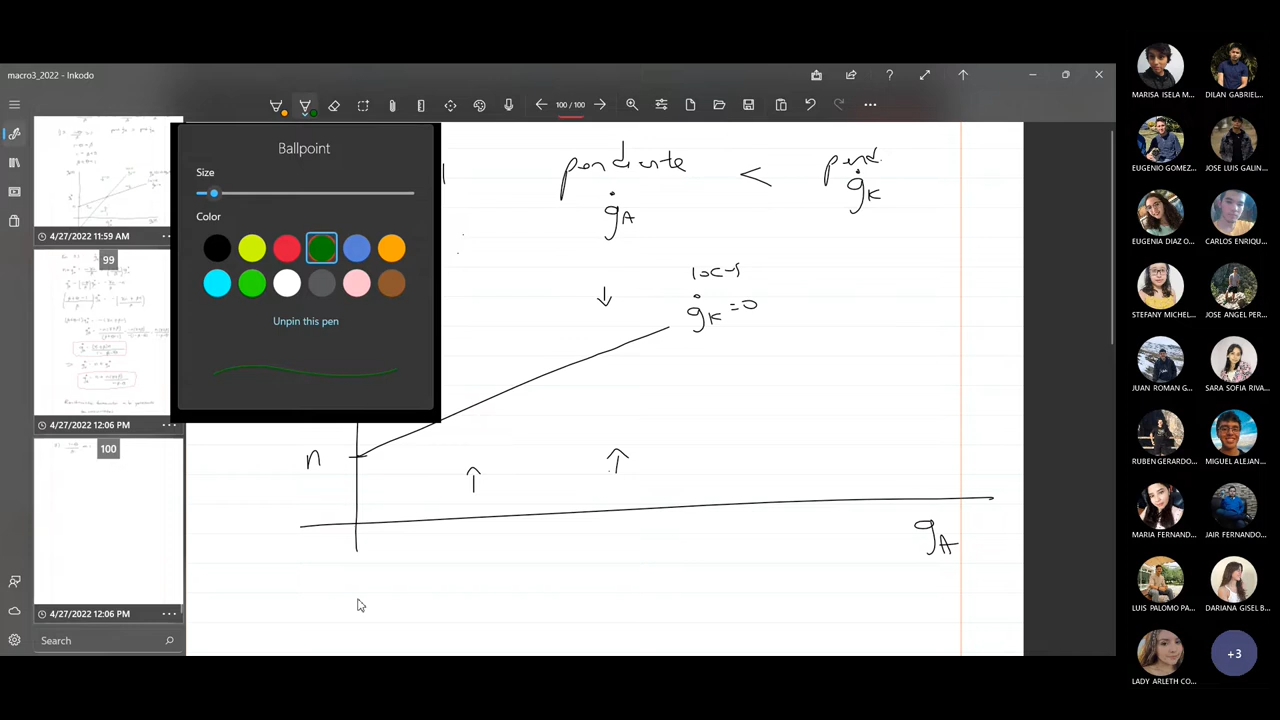 macro3_2022 - Inkodo
100 / 100
Ballpoint
Size
Color
Unpin this pen
4/27/2022 11:59 AM
99
4/27/2022 12:06 PM
100
4/27/2022 12:06 PM
Search
pendiente < pend.
ġA ġK
locus
ġK = 0
↓
n
↑ ↑
gA
MARISA ISELA M...
DILAN GABRIEL...
EUGENIO GOMEZ...
JOSE LUIS GALIN...
EUGENIA DIAZ O...
CARLOS ENRIQU...
STEFANY MICHEL...
JOSE ANGEL PER...
JUAN ROMAN G...
SARA SOFIA RIVA...
RUBEN GERARDO...
MIGUEL ALEJAN...
MARIA FERNAND...
JAIR FERNANDO...
LUIS PALOMO PA...
DARIANA GISEL B...
LADY ARLETH CO...
+3